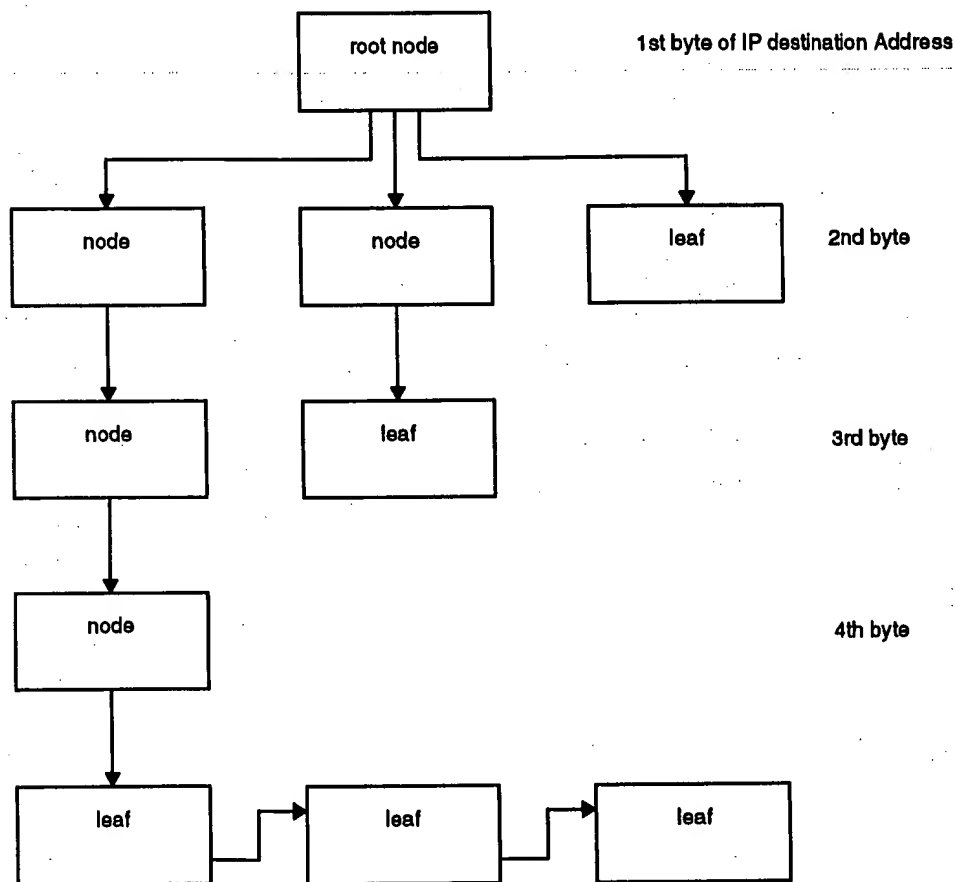 root node
1st byte of IP destination Address
node
node
leaf
2nd byte
node
leaf
3rd byte
node
4th byte
leaf
leaf
leaf